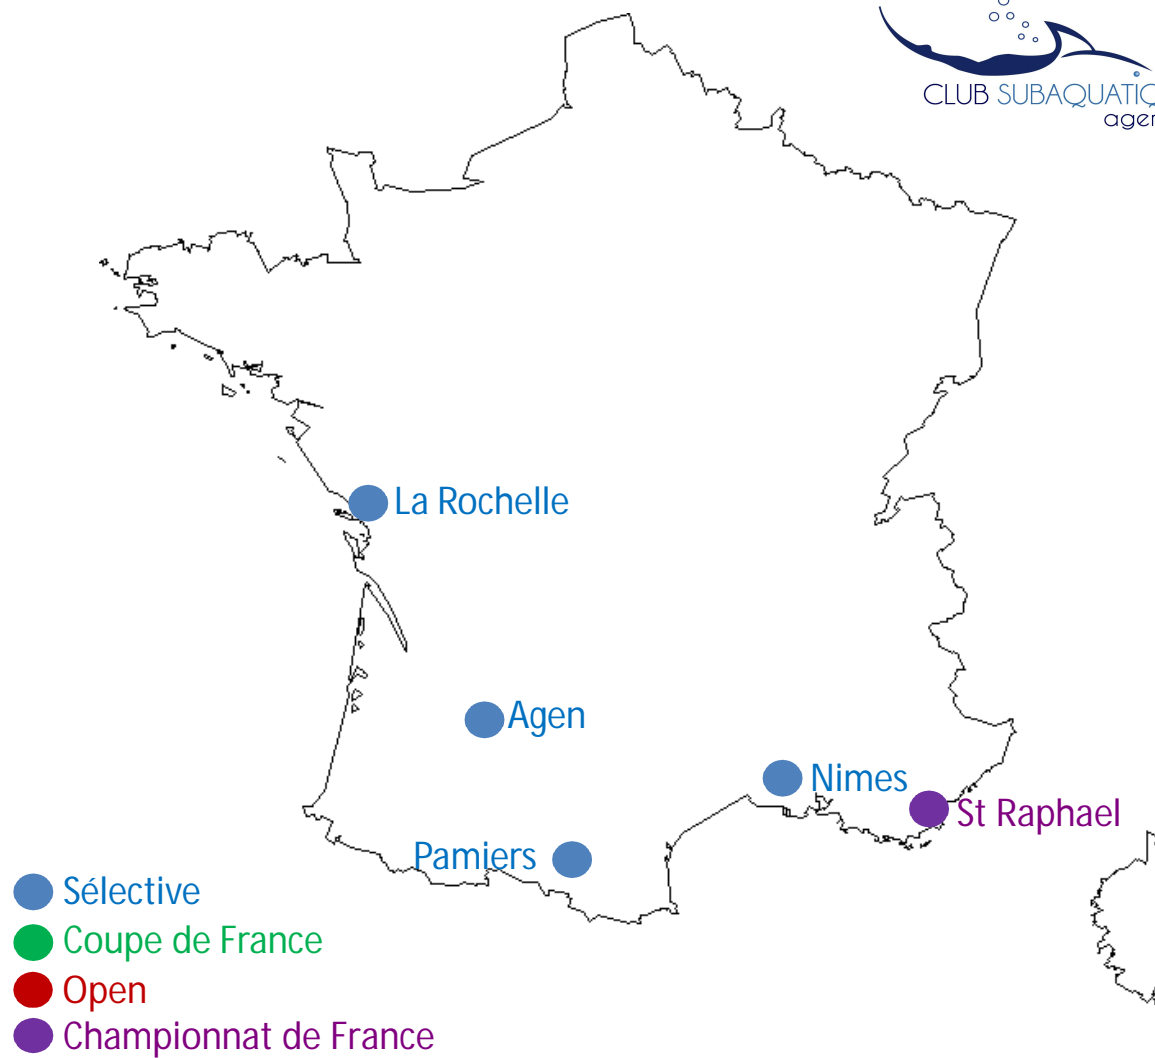 CLUB SUBAQUATIQ
agen
La Rochelle
Agen
Nimes
St Raphael
Pamiers
Sélective
Coupe de France
Open
Championnat de France